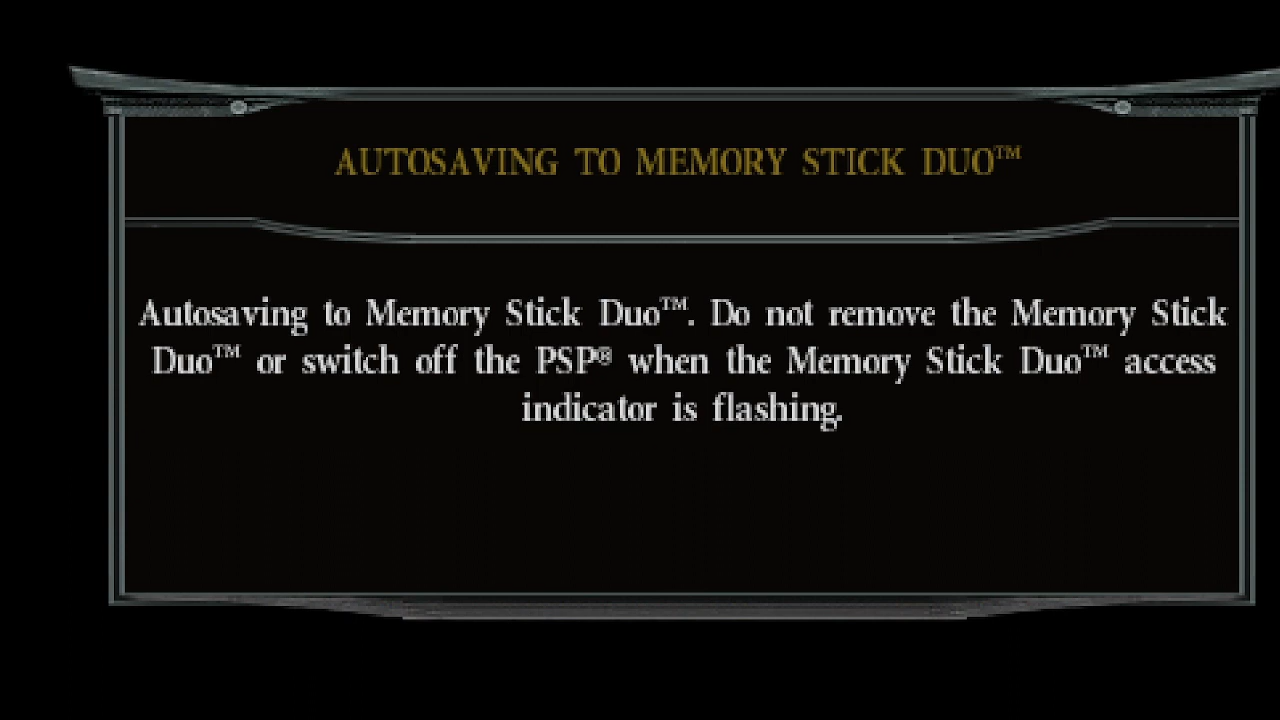 AUTOSAVING TO MEMORY STICK DUO™
Autosaving to Memory Stick Duo™. Do not remove the Memory Stick
Duo™ or switch off the PSP® when the Memory Stick Duo™ access
indicator is flashing.